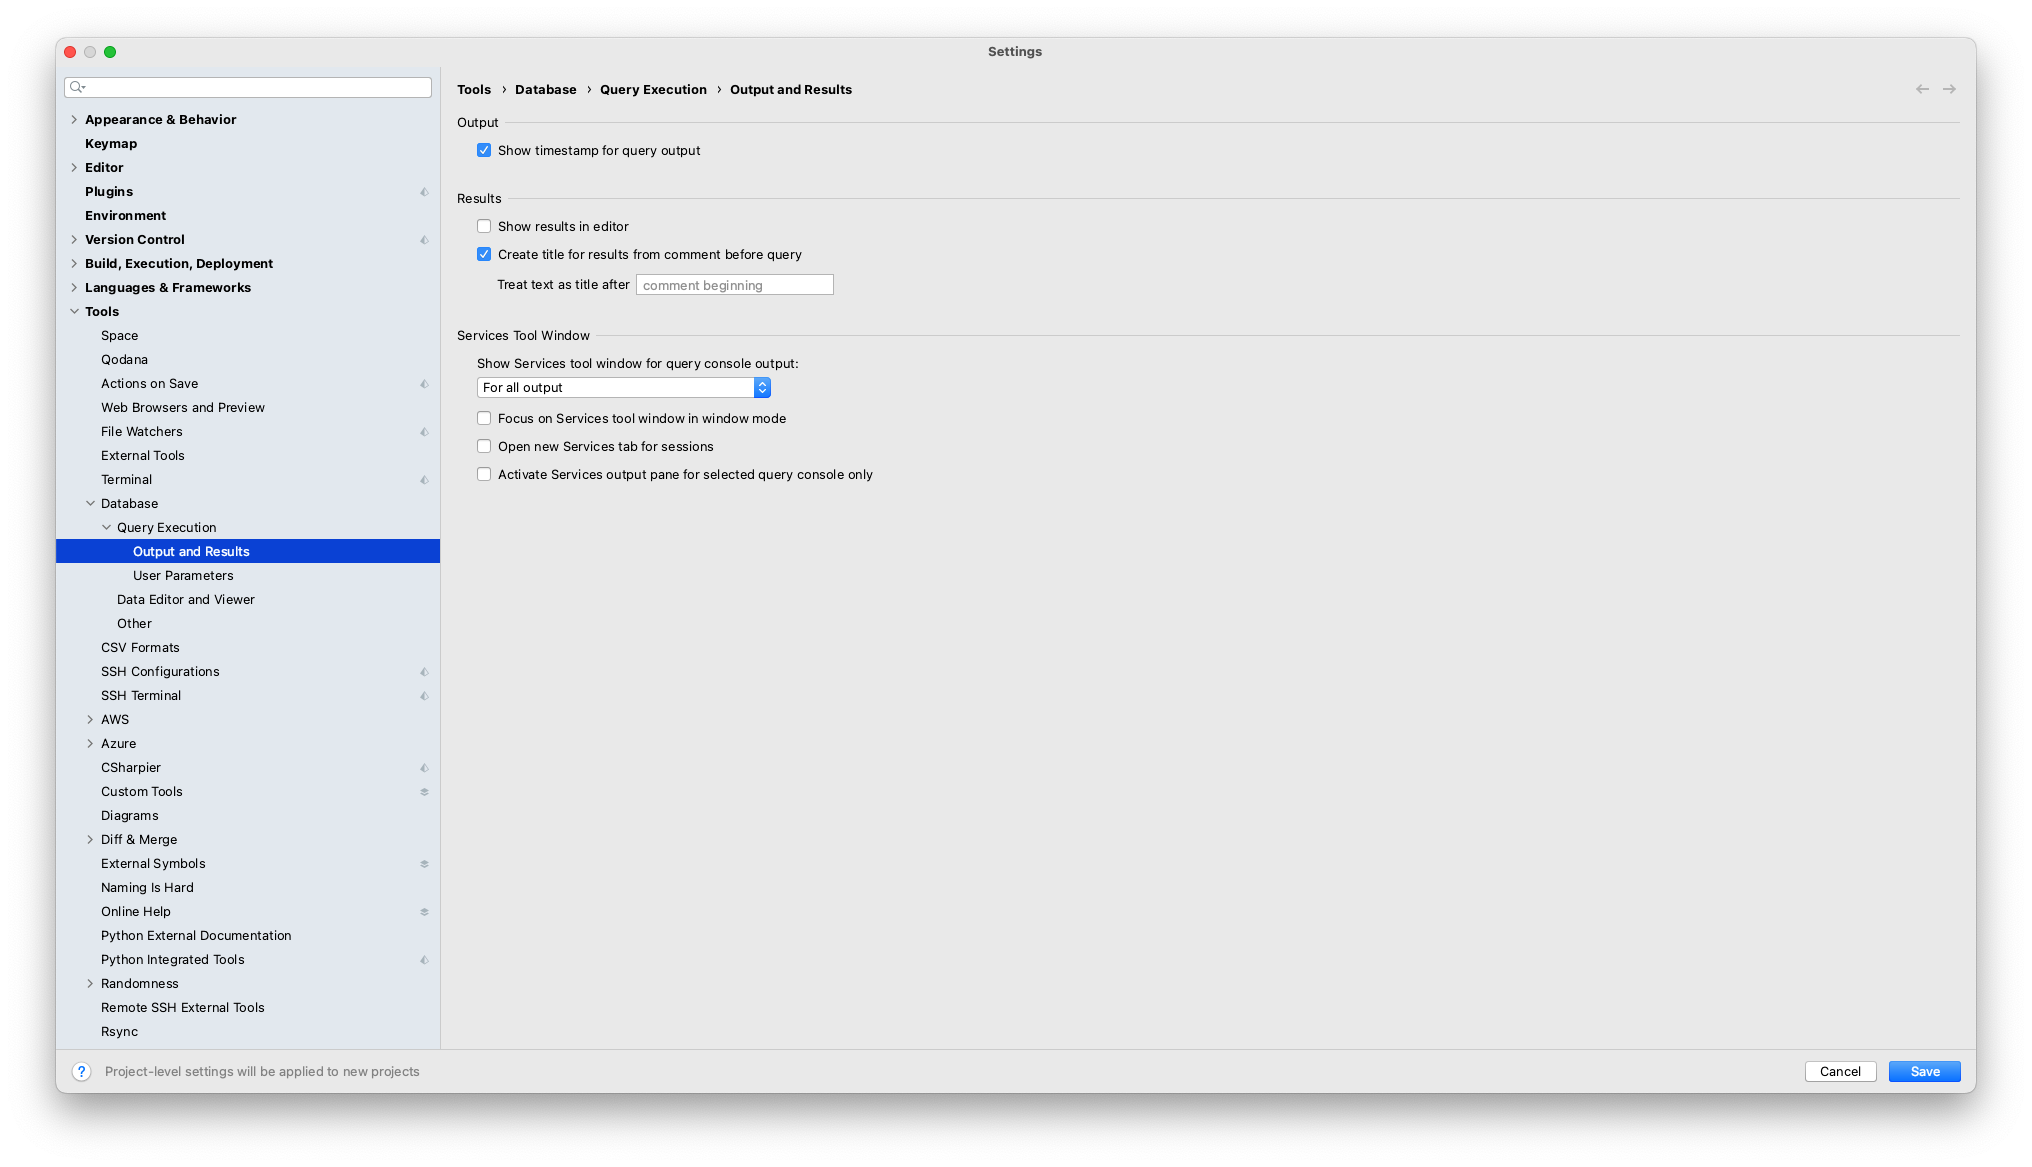 Settings
Appearance & Behavior
Keymap
Editor
Plugins
Environment
Version Control
Build, Execution, Deployment
Languages & Frameworks
Tools
Space
Qodana
Actions on Save
Web Browsers and Preview
File Watchers
External Tools
Terminal
Database
Query Execution
Output and Results
User Parameters
Data Editor and Viewer
Other
CSV Formats
SSH Configurations
SSH Terminal
AWS
Azure
CSharpier
Custom Tools
Diagrams
Diff & Merge
External Symbols
Naming Is Hard
Online Help
Python External Documentation
Python Integrated Tools
Randomness
Remote SSH External Tools
Rsync
Tools › Database › Query Execution › Output and Results
Output
Show timestamp for query output
Results
Show results in editor
Create title for results from comment before query
Treat text as title after comment beginning
Services Tool Window
Show Services tool window for query console output:
For all output
Focus on Services tool window in window mode
Open new Services tab for sessions
Activate Services output pane for selected query console only
? Project-level settings will be applied to new projects
Cancel Save